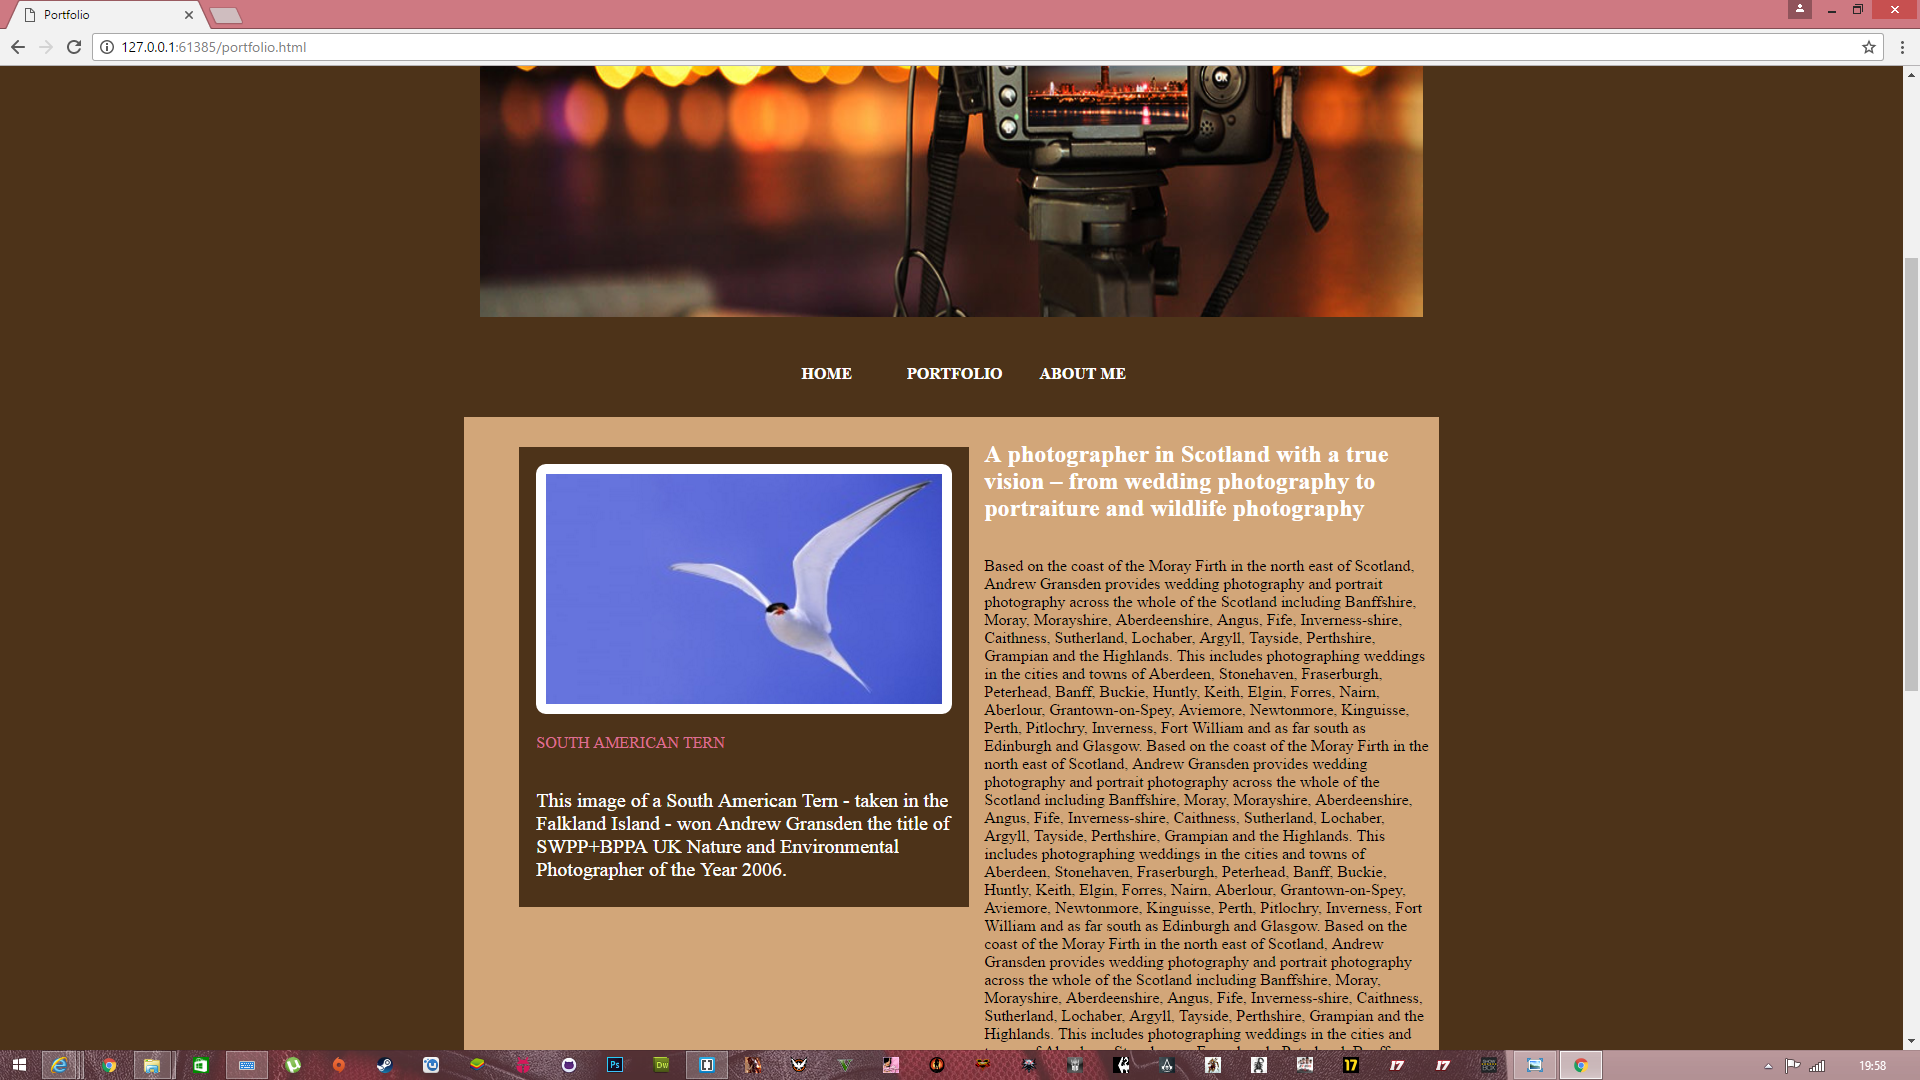 Portfolio
127.0.0.1:61385/portfolio.html
OK
HOME PORTFOLIO ABOUT ME
SOUTH AMERICAN TERN
This image of a South American Tern - taken in the
Falkland Island - won Andrew Gransden the title of
SWPP+BPPA UK Nature and Environmental
Photographer of the Year 2006.
A photographer in Scotland with a true
vision – from wedding photography to
portraiture and wildlife photography
Based on the coast of the Moray Firth in the north east of Scotland,
Andrew Gransden provides wedding photography and portrait
photography across the whole of the Scotland including Banffshire,
Moray, Morayshire, Aberdeenshire, Angus, Fife, Inverness-shire,
Caithness, Sutherland, Lochaber, Argyll, Tayside, Perthshire,
Grampian and the Highlands. This includes photographing weddings
in the cities and towns of Aberdeen, Stonehaven, Fraserburgh,
Peterhead, Banff, Buckie, Huntly, Keith, Elgin, Forres, Nairn,
Aberlour, Grantown-on-Spey, Aviemore, Newtonmore, Kinguisse,
Perth, Pitlochry, Inverness, Fort William and as far south as
Edinburgh and Glasgow. Based on the coast of the Moray Firth in the
north east of Scotland, Andrew Gransden provides wedding
photography and portrait photography across the whole of the
Scotland including Banffshire, Moray, Morayshire, Aberdeenshire,
Angus, Fife, Inverness-shire, Caithness, Sutherland, Lochaber,
Argyll, Tayside, Perthshire, Grampian and the Highlands. This
includes photographing weddings in the cities and towns of
Aberdeen, Stonehaven, Fraserburgh, Peterhead, Banff, Buckie,
Huntly, Keith, Elgin, Forres, Nairn, Aberlour, Grantown-on-Spey,
Aviemore, Newtonmore, Kinguisse, Perth, Pitlochry, Inverness, Fort
William and as far south as Edinburgh and Glasgow. Based on the
coast of the Moray Firth in the north east of Scotland, Andrew
Gransden provides wedding photography and portrait photography
across the whole of the Scotland including Banffshire, Moray,
Morayshire, Aberdeenshire, Angus, Fife, Inverness-shire, Caithness,
Sutherland, Lochaber, Argyll, Tayside, Perthshire, Grampian and the
Highlands. This includes photographing weddings in the cities and
Ps Dw 17 17 17 19:58